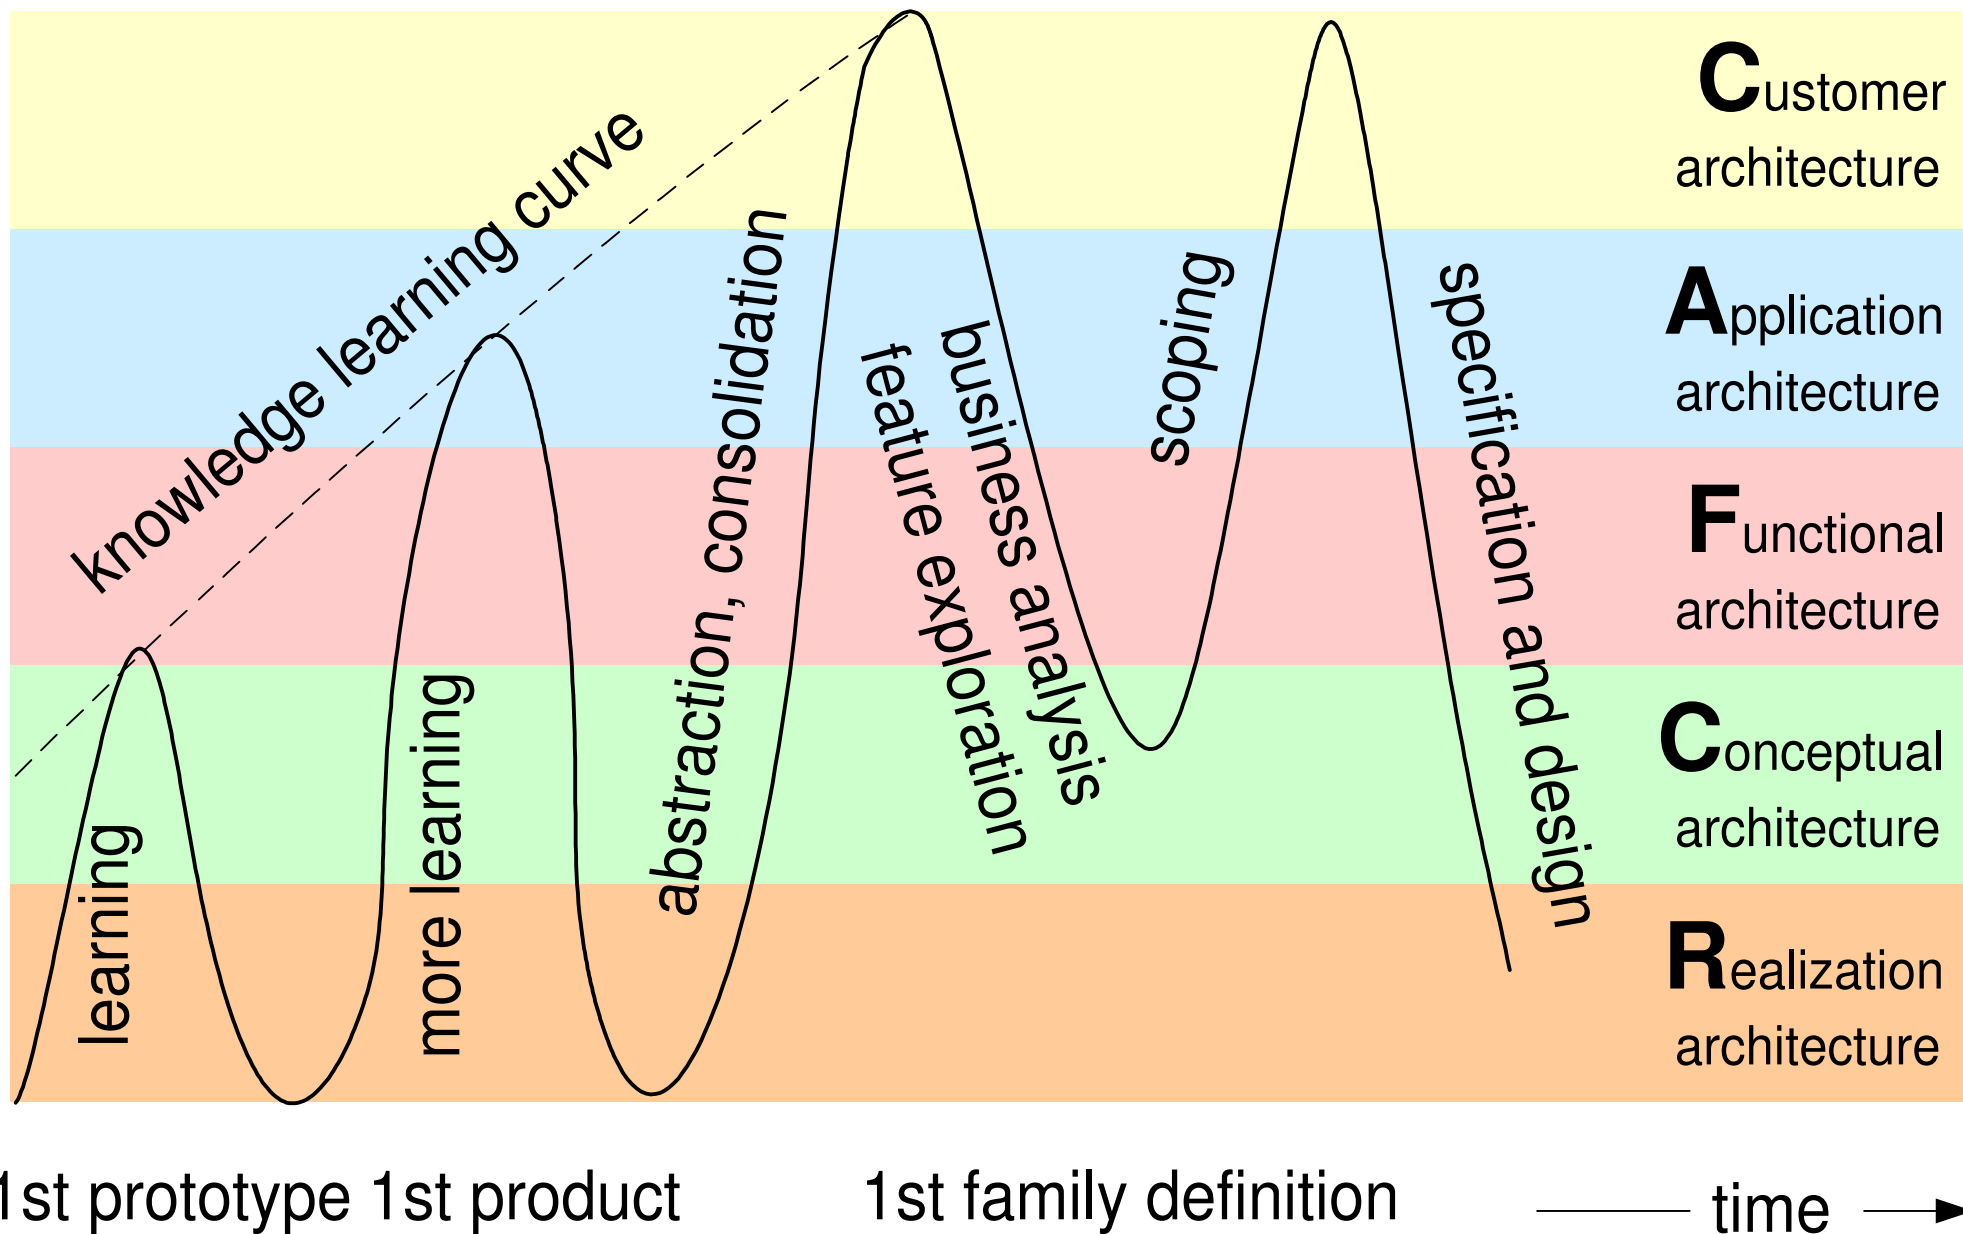 knowledge learning curve
learning
more learning
abstraction, consolidation
feature exploration
business analysis
scoping
specification and design
Customer
architecture
Application
architecture
Functional
architecture
Conceptual
architecture
Realization
architecture
1st prototype
1st product
1st family definition
time